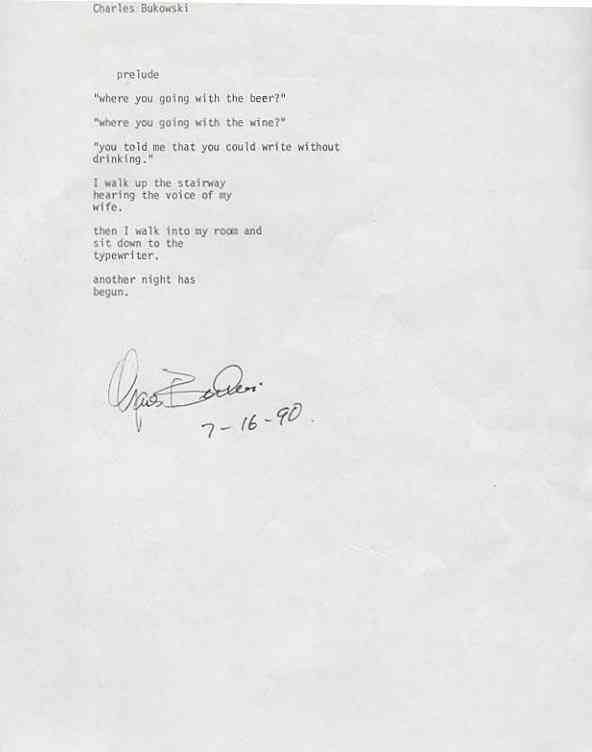 Charles Bukowski
prelude
"where you going with the beer?"
"where you going with the wine?"
"you told me that you could write without
drinking."
I walk up the stairway
hearing the voice of my
wife.
then I walk into my room and
sit down to the
typewriter.
another night has
begun.
Charles Bukowski
7-16-90.